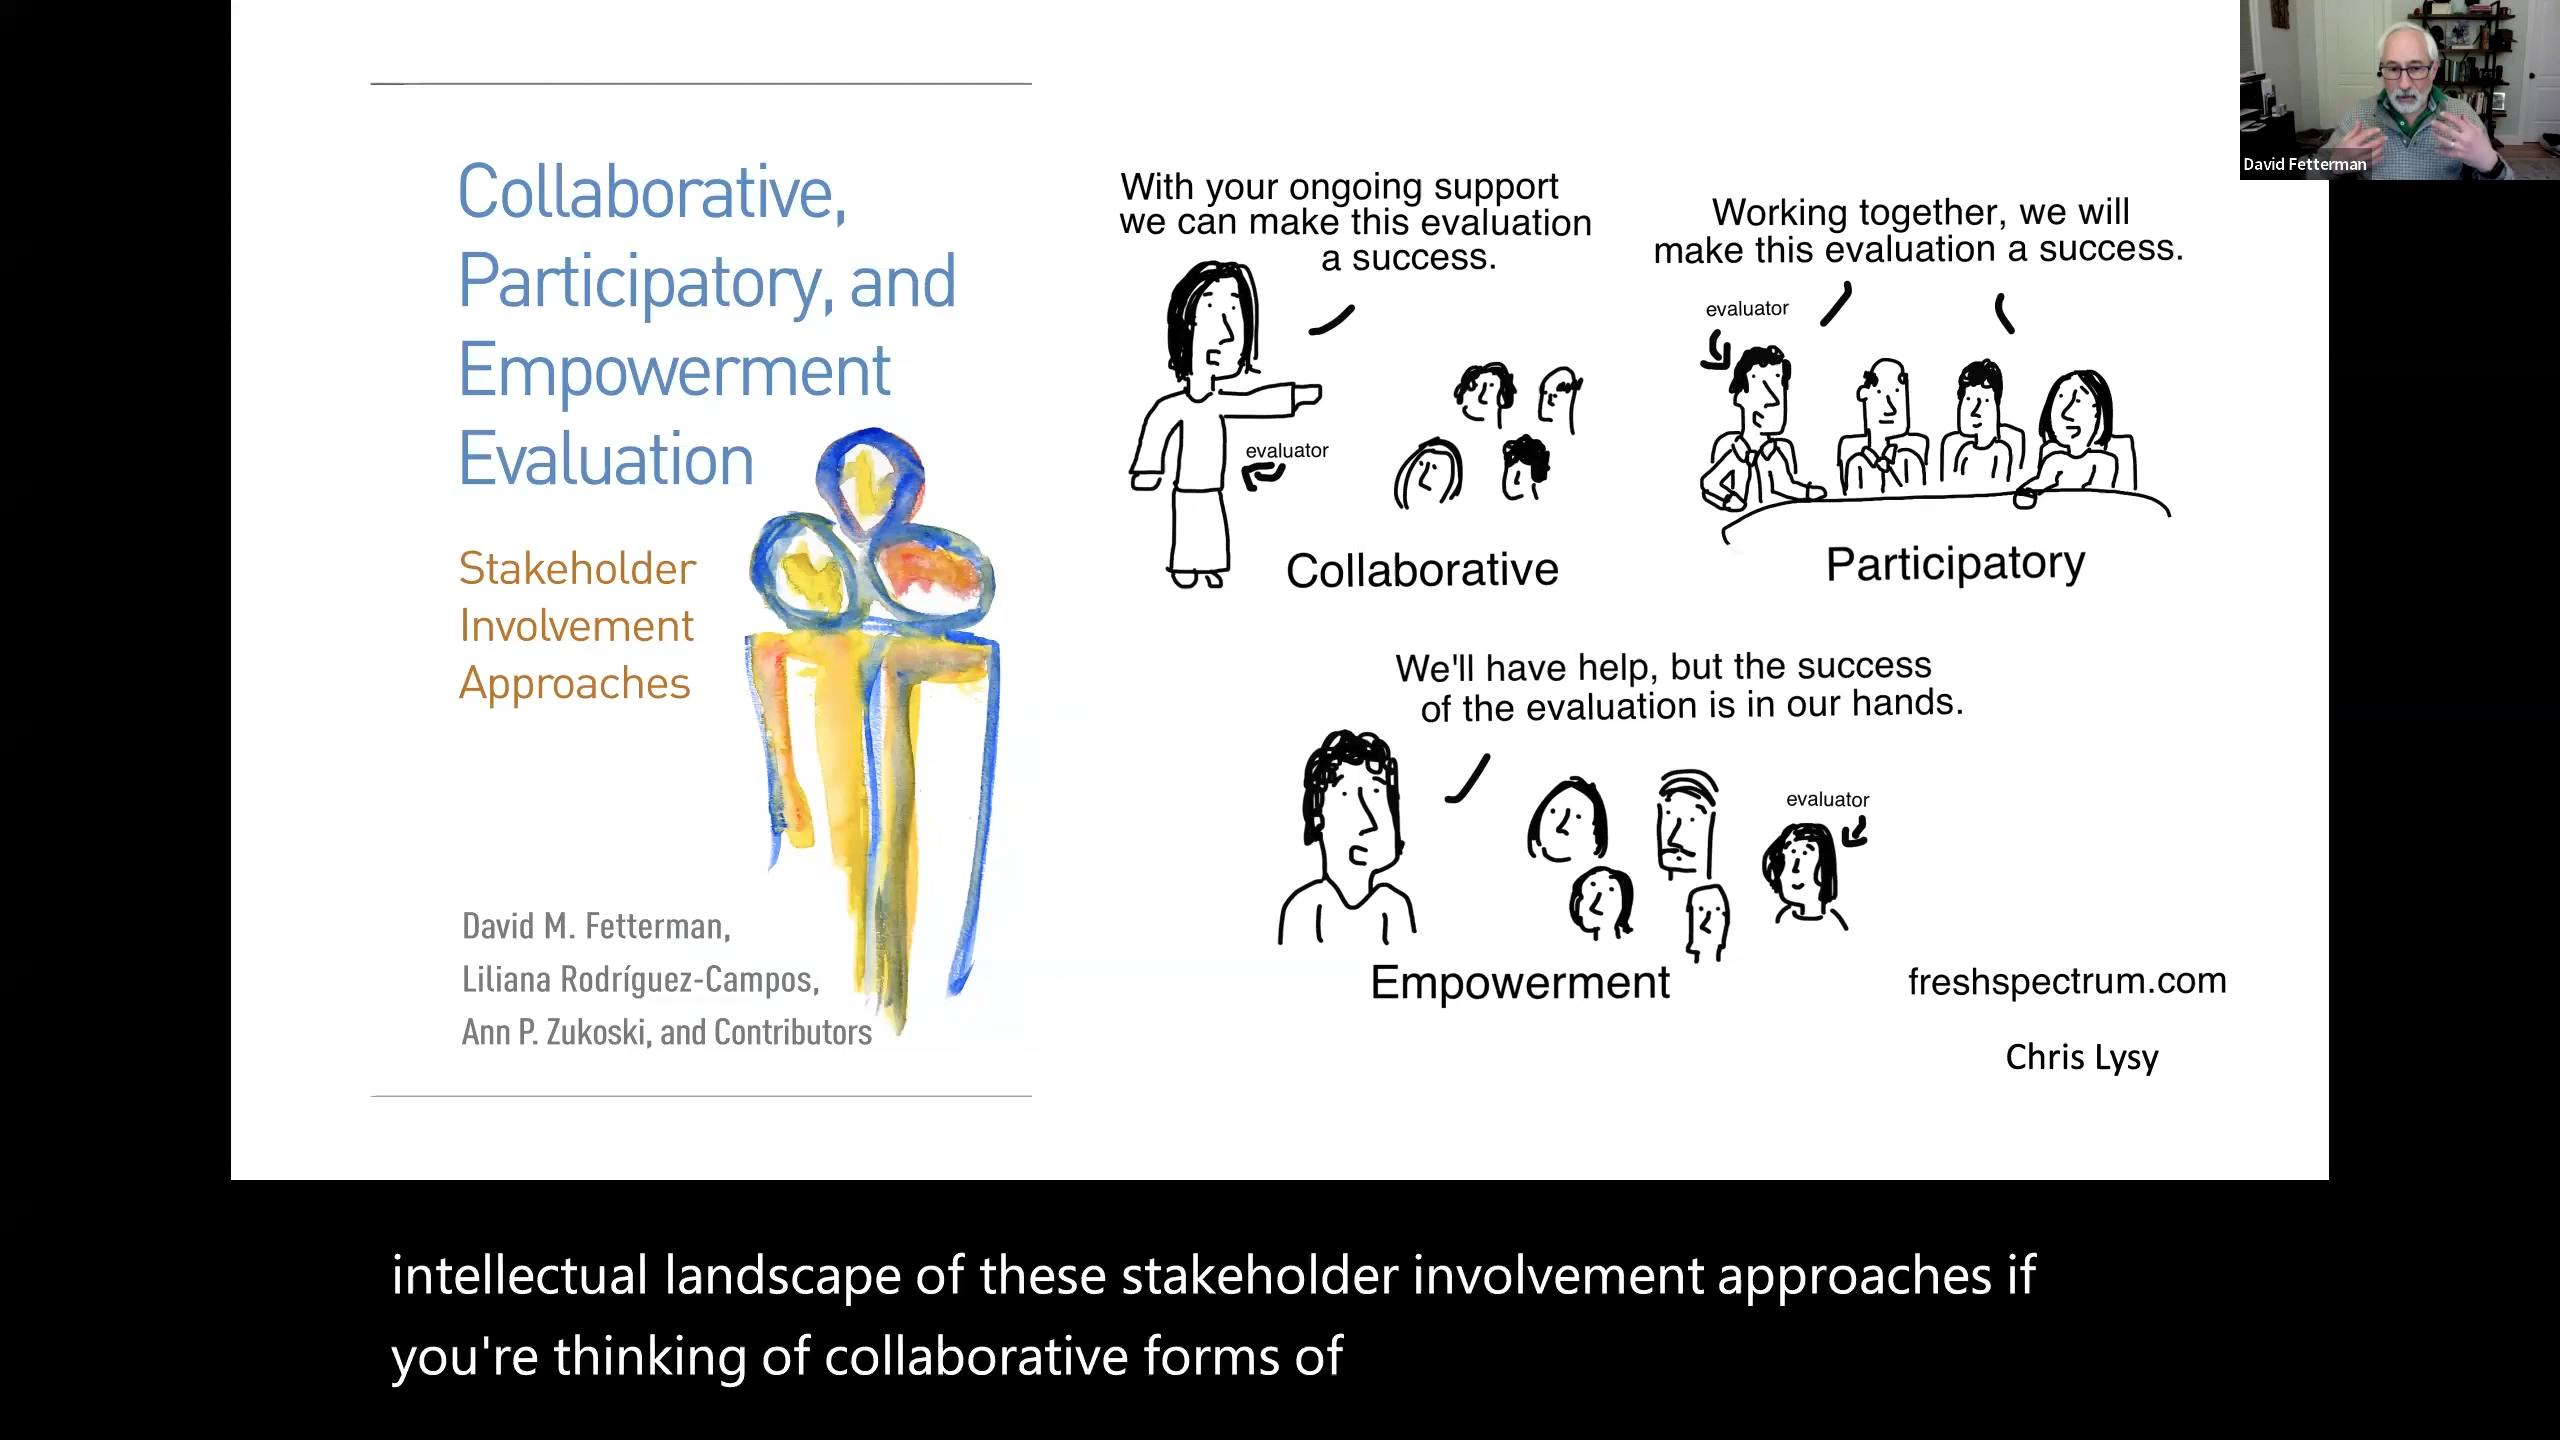 Collaborative,
Participatory, and
Empowerment
Evaluation
Stakeholder
Involvement
Approaches
David M. Fetterman,
Liliana Rodríguez-Campos,
Ann P. Zukoski, and Contributors
With your ongoing support
we can make this evaluation
a success.
evaluator
Collaborative
Working together, we will
make this evaluation a success.
evaluator
Participatory
We'll have help, but the success
of the evaluation is in our hands.
evaluator
Empowerment
freshspectrum.com
Chris Lysy
David Fetterman
intellectual landscape of these stakeholder involvement approaches if
you're thinking of collaborative forms of